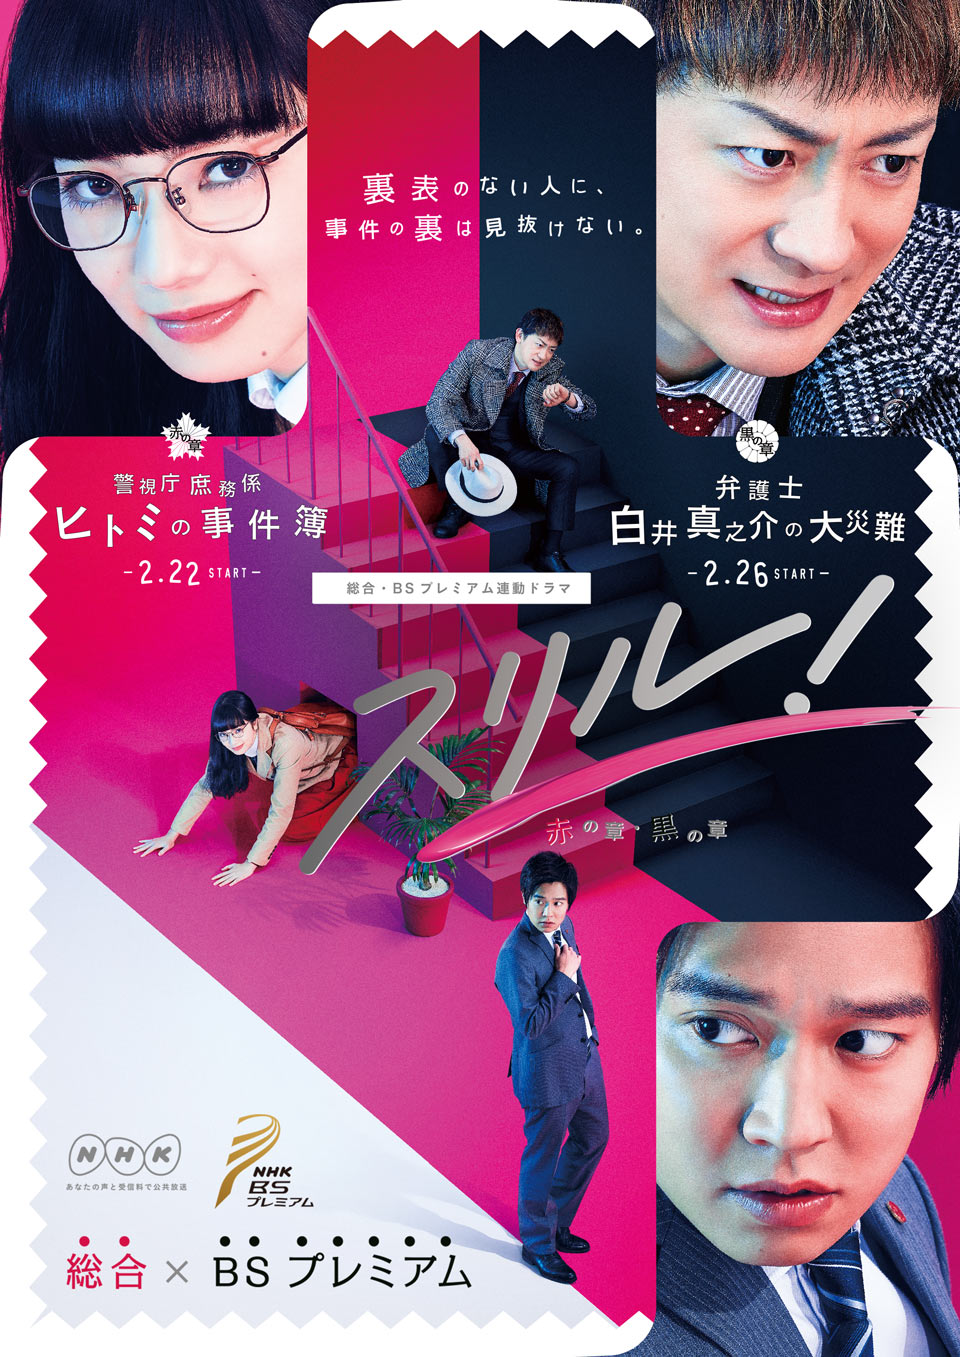 裏表のない人に、
事件の裏は見抜けない。
赤の章
警視庁庶務係
ヒトミの事件簿
-2.22 START-
黒の章
弁護士
白井真之介の大災難
-2.26 START-
総合・BSプレミアム連動ドラマ
スリル!
赤の章・黒の章
NHK
あなたの声と受信料で公共放送
NHK
BS
プレミアム
総合×BSプレミアム